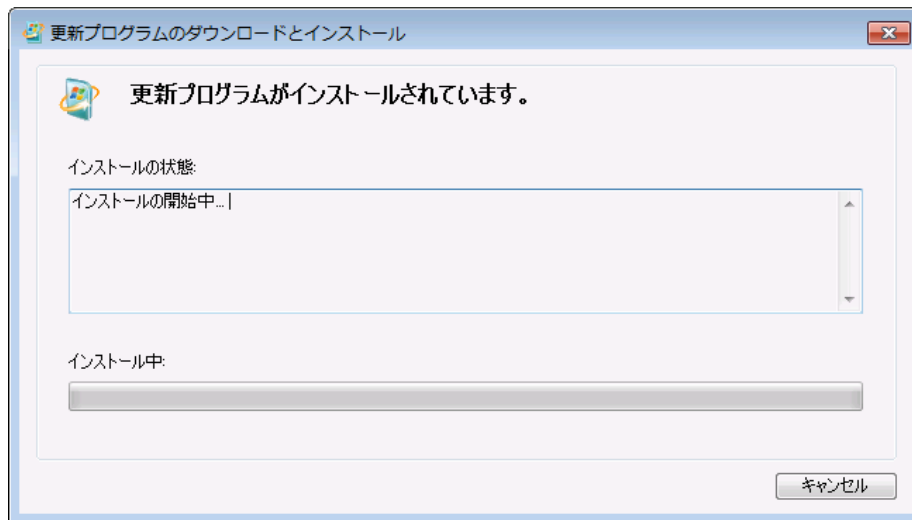 更新プログラムのダウンロードとインストール
更新プログラムがインストールされています。
インストールの状態:
インストールの開始中...
インストール中:
キャンセル